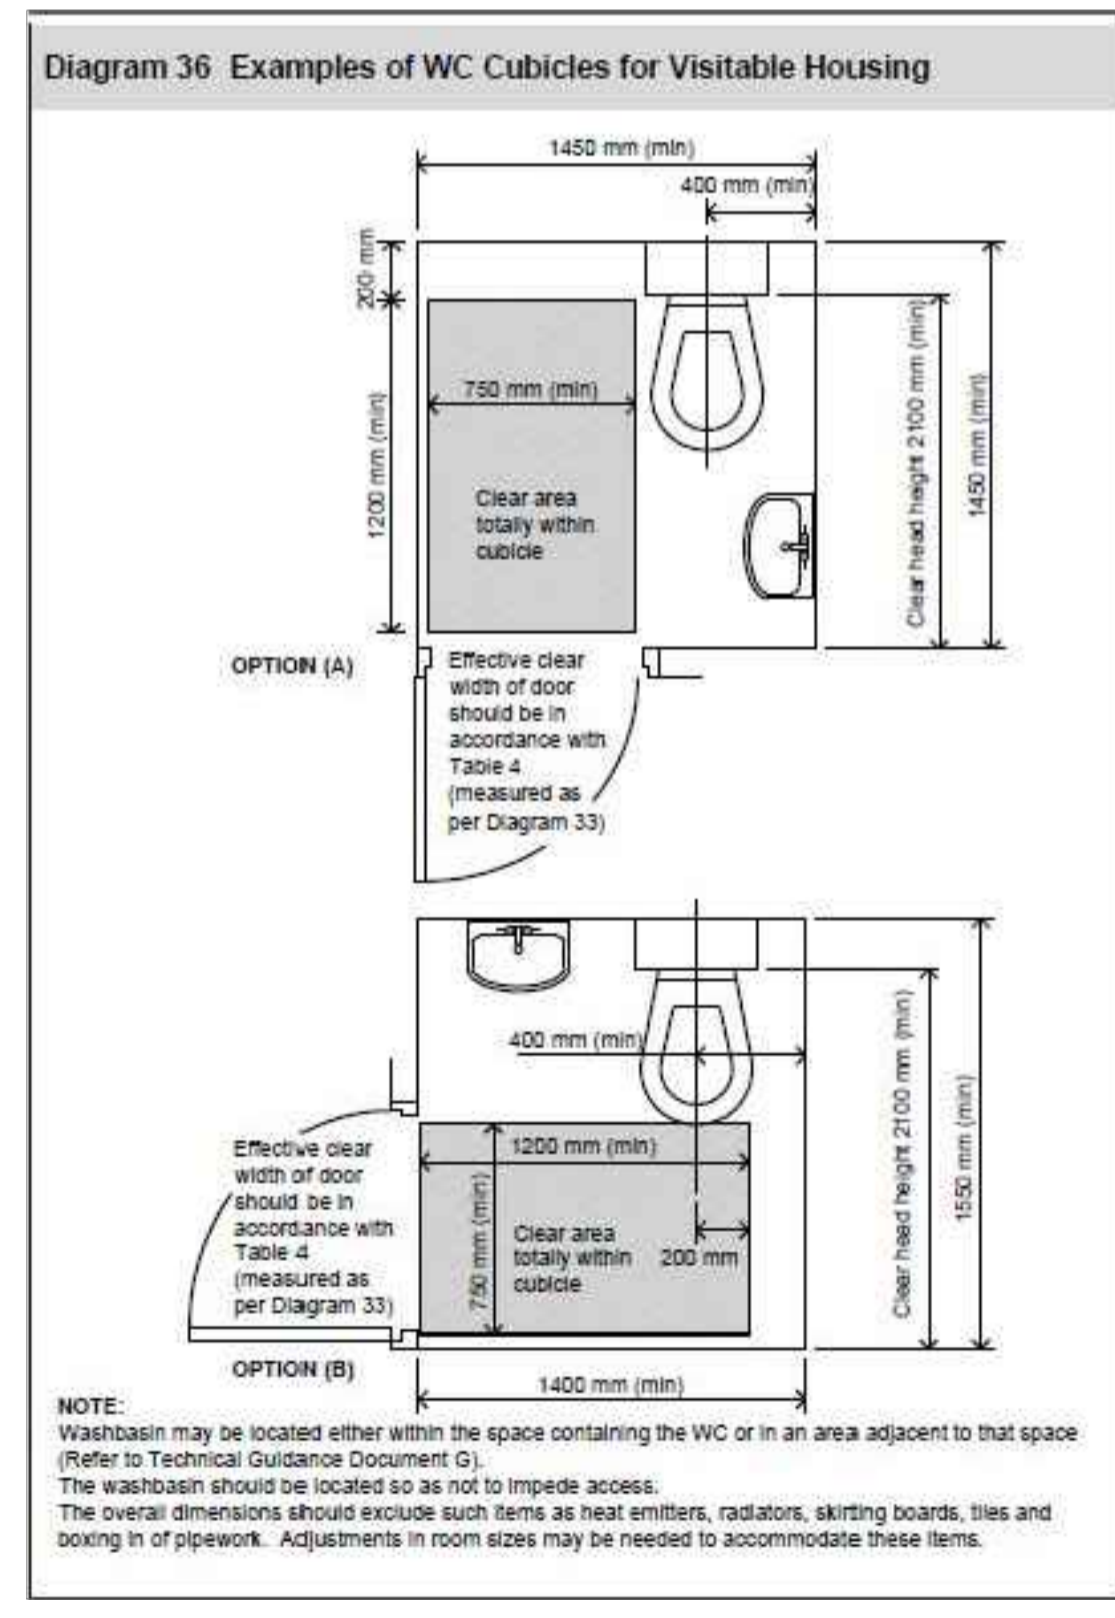 Diagram 36 Examples of WC Cubicles for Visitable Housing
1450 mm (min)
400 mm (min)
200 mm
750 mm (min)
1200 mm (min)
Clear area
totally within
cubicle
Clear head height 2100 mm (min)
1450 mm (min)
OPTION (A)
Effective clear
width of door
should be in
accordance with
Table 4
(measured as
per Diagram 33)
400 mm (min)
Effective clear
width of door
should be in
accordance with
Table 4
(measured as
per Diagram 33)
1200 mm (min)
750 mm (min)
Clear area
totally within
cubicle
200 mm
Clear head height 2100 mm (min)
1550 mm (min)
OPTION (B)
1400 mm (min)
NOTE:
Washbasin may be located either within the space containing the WC or in an area adjacent to that space
(Refer to Technical Guidance Document G).
The washbasin should be located so as not to impede access.
The overall dimensions should exclude such items as heat emitters, radiators, skirting boards, tiles and
boxing in of pipework. Adjustments in room sizes may be needed to accommodate these items.